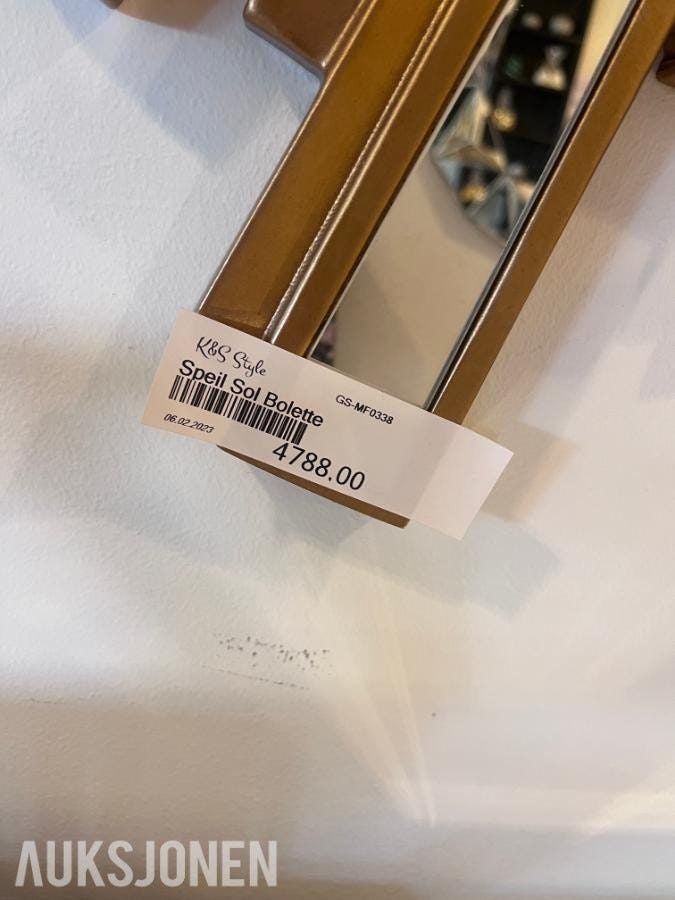 K&S Style
Speil Sol Bolette
GS-MF0338
06.02.2023
4788.00
AUKSJONEN